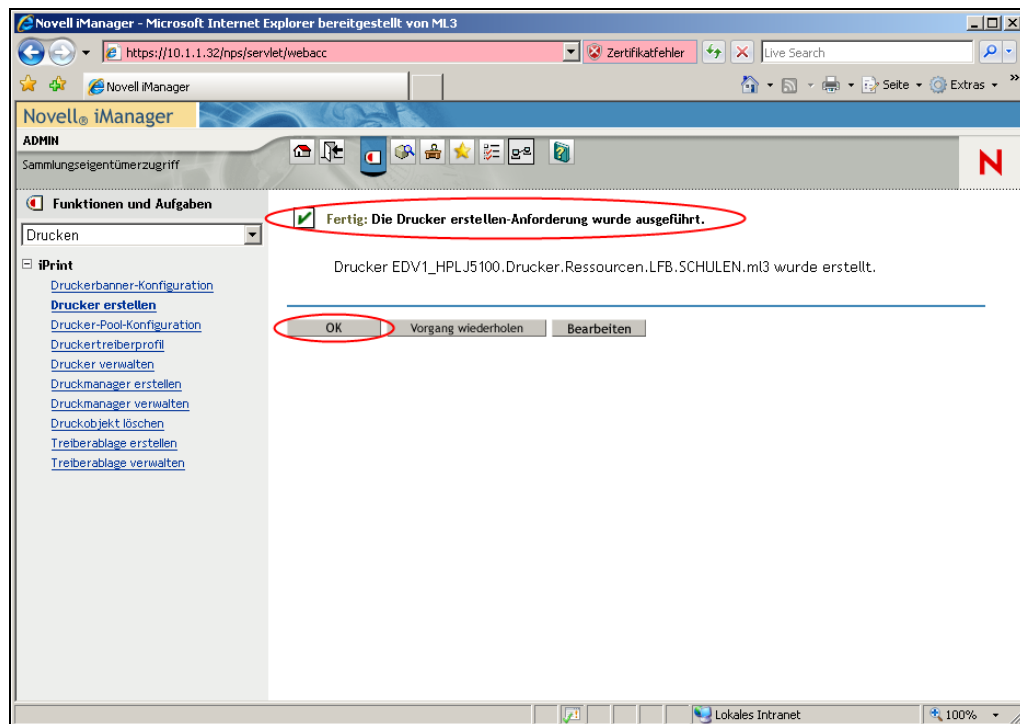 Novell iManager - Microsoft Internet Explorer bereitgestellt von ML3
https://10.1.1.32/nps/servlet/webacc
Zertifikatfehler
Live Search
Novell iManager
Seite
Extras
Novell® iManager
ADMIN
Sammlungseigentümerzugriff
N
Funktionen und Aufgaben
Drucken
iPrint
Druckerbanner-Konfiguration
Drucker erstellen
Drucker-Pool-Konfiguration
Druckertreiberprofil
Drucker verwalten
Druckmanager erstellen
Druckmanager verwalten
Druckobjekt löschen
Treiberablage erstellen
Treiberablage verwalten
Fertig: Die Drucker erstellen-Anforderung wurde ausgeführt.
Drucker EDV1_HPLJ5100.Drucker.Ressourcen.LFB.SCHULEN.ml3 wurde erstellt.
OK
Vorgang wiederholen
Bearbeiten
Lokales Intranet
100%